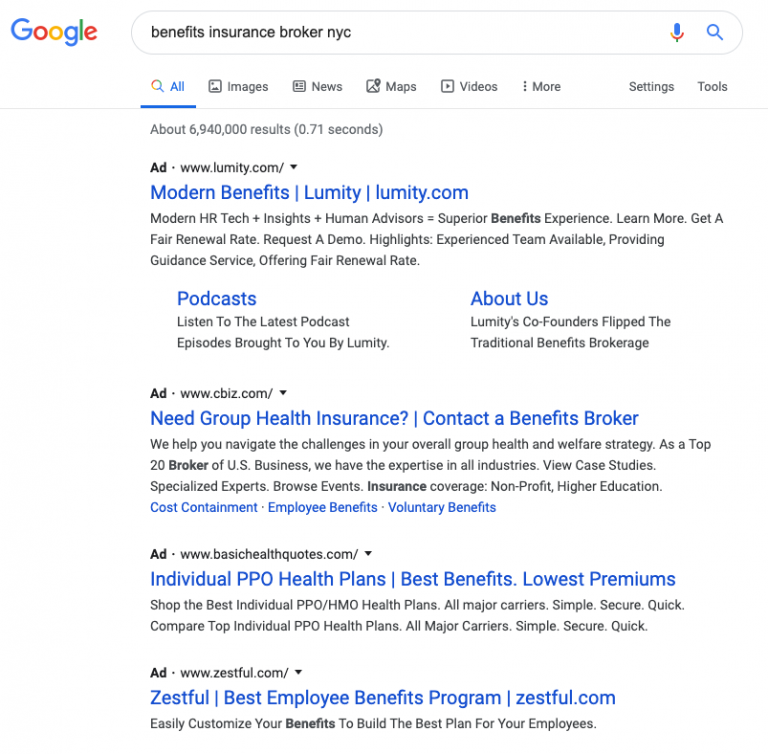 Google
benefits insurance broker nyc
All Images News Maps Videos More Settings Tools
About 6,940,000 results (0.71 seconds)
Ad · www.lumity.com/
Modern Benefits | Lumity | lumity.com
Modern HR Tech + Insights + Human Advisors = Superior Benefits Experience. Learn More. Get A
Fair Renewal Rate. Request A Demo. Highlights: Experienced Team Available, Providing
Guidance Service, Offering Fair Renewal Rate.
Podcasts
Listen To The Latest Podcast
Episodes Brought To You By Lumity.
About Us
Lumity's Co-Founders Flipped The
Traditional Benefits Brokerage
Ad · www.cbiz.com/
Need Group Health Insurance? | Contact a Benefits Broker
We help you navigate the challenges in your overall group health and welfare strategy. As a Top
20 Broker of U.S. Business, we have the expertise in all industries. View Case Studies.
Specialized Experts. Browse Events. Insurance coverage: Non-Profit, Higher Education.
Cost Containment · Employee Benefits · Voluntary Benefits
Ad · www.basichealthquotes.com/
Individual PPO Health Plans | Best Benefits. Lowest Premiums
Shop the Best Individual PPO/HMO Health Plans. All major carriers. Simple. Secure. Quick.
Compare Top Individual PPO Health Plans. All Major Carriers. Simple. Secure. Quick.
Ad · www.zestful.com/
Zestful | Best Employee Benefits Program | zestful.com
Easily Customize Your Benefits To Build The Best Plan For Your Employees.